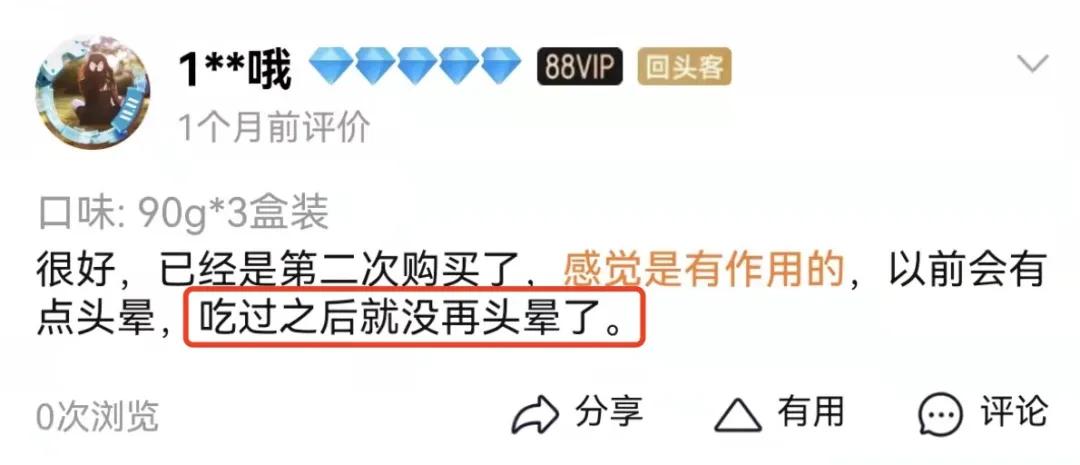 1**哦 88VIP 回头客
1个月前评价
口味: 90g*3盒装
很好，已经是第二次购买了，感觉是有作用的，以前会有
点头晕，吃过之后就没再头晕了。
0次浏览 分享 有用 评论